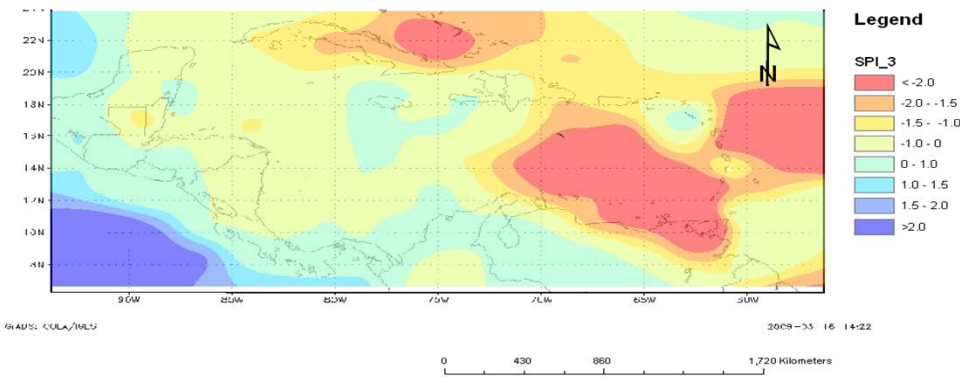 22N
20N
18N
16N
14N
12N
10N
8N
90W 85W 80W 75W 70W 65W 60W
GrADS: COLA/IGES
2009-03-16-14:22
N
Legend
SPI_3
<-2.0
-2.0 --1.5
-1.5 - -1.0
-1.0 - 0
0 - 1.0
1.0 - 1.5
1.5 - 2.0
>2.0
0 430 860 1,720 Kilometers